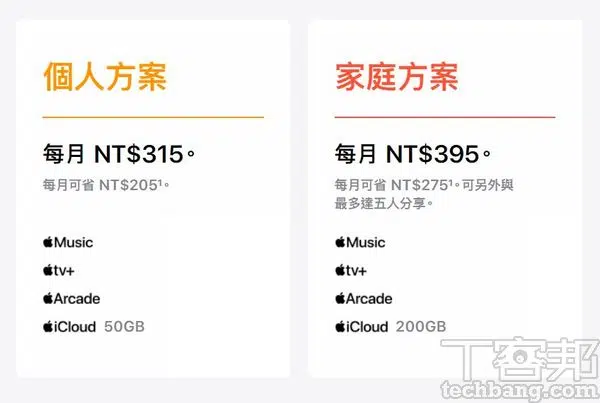 個人方案
每月 NT$315。
每月可省 NT$205¹。
Music
tv+
Arcade
iCloud 50GB
家庭方案
每月 NT$395。
每月可省 NT$275¹。可另外與
最多達五人分享。
Music
tv+
Arcade
iCloud 200GB
T客邦
techbang.com